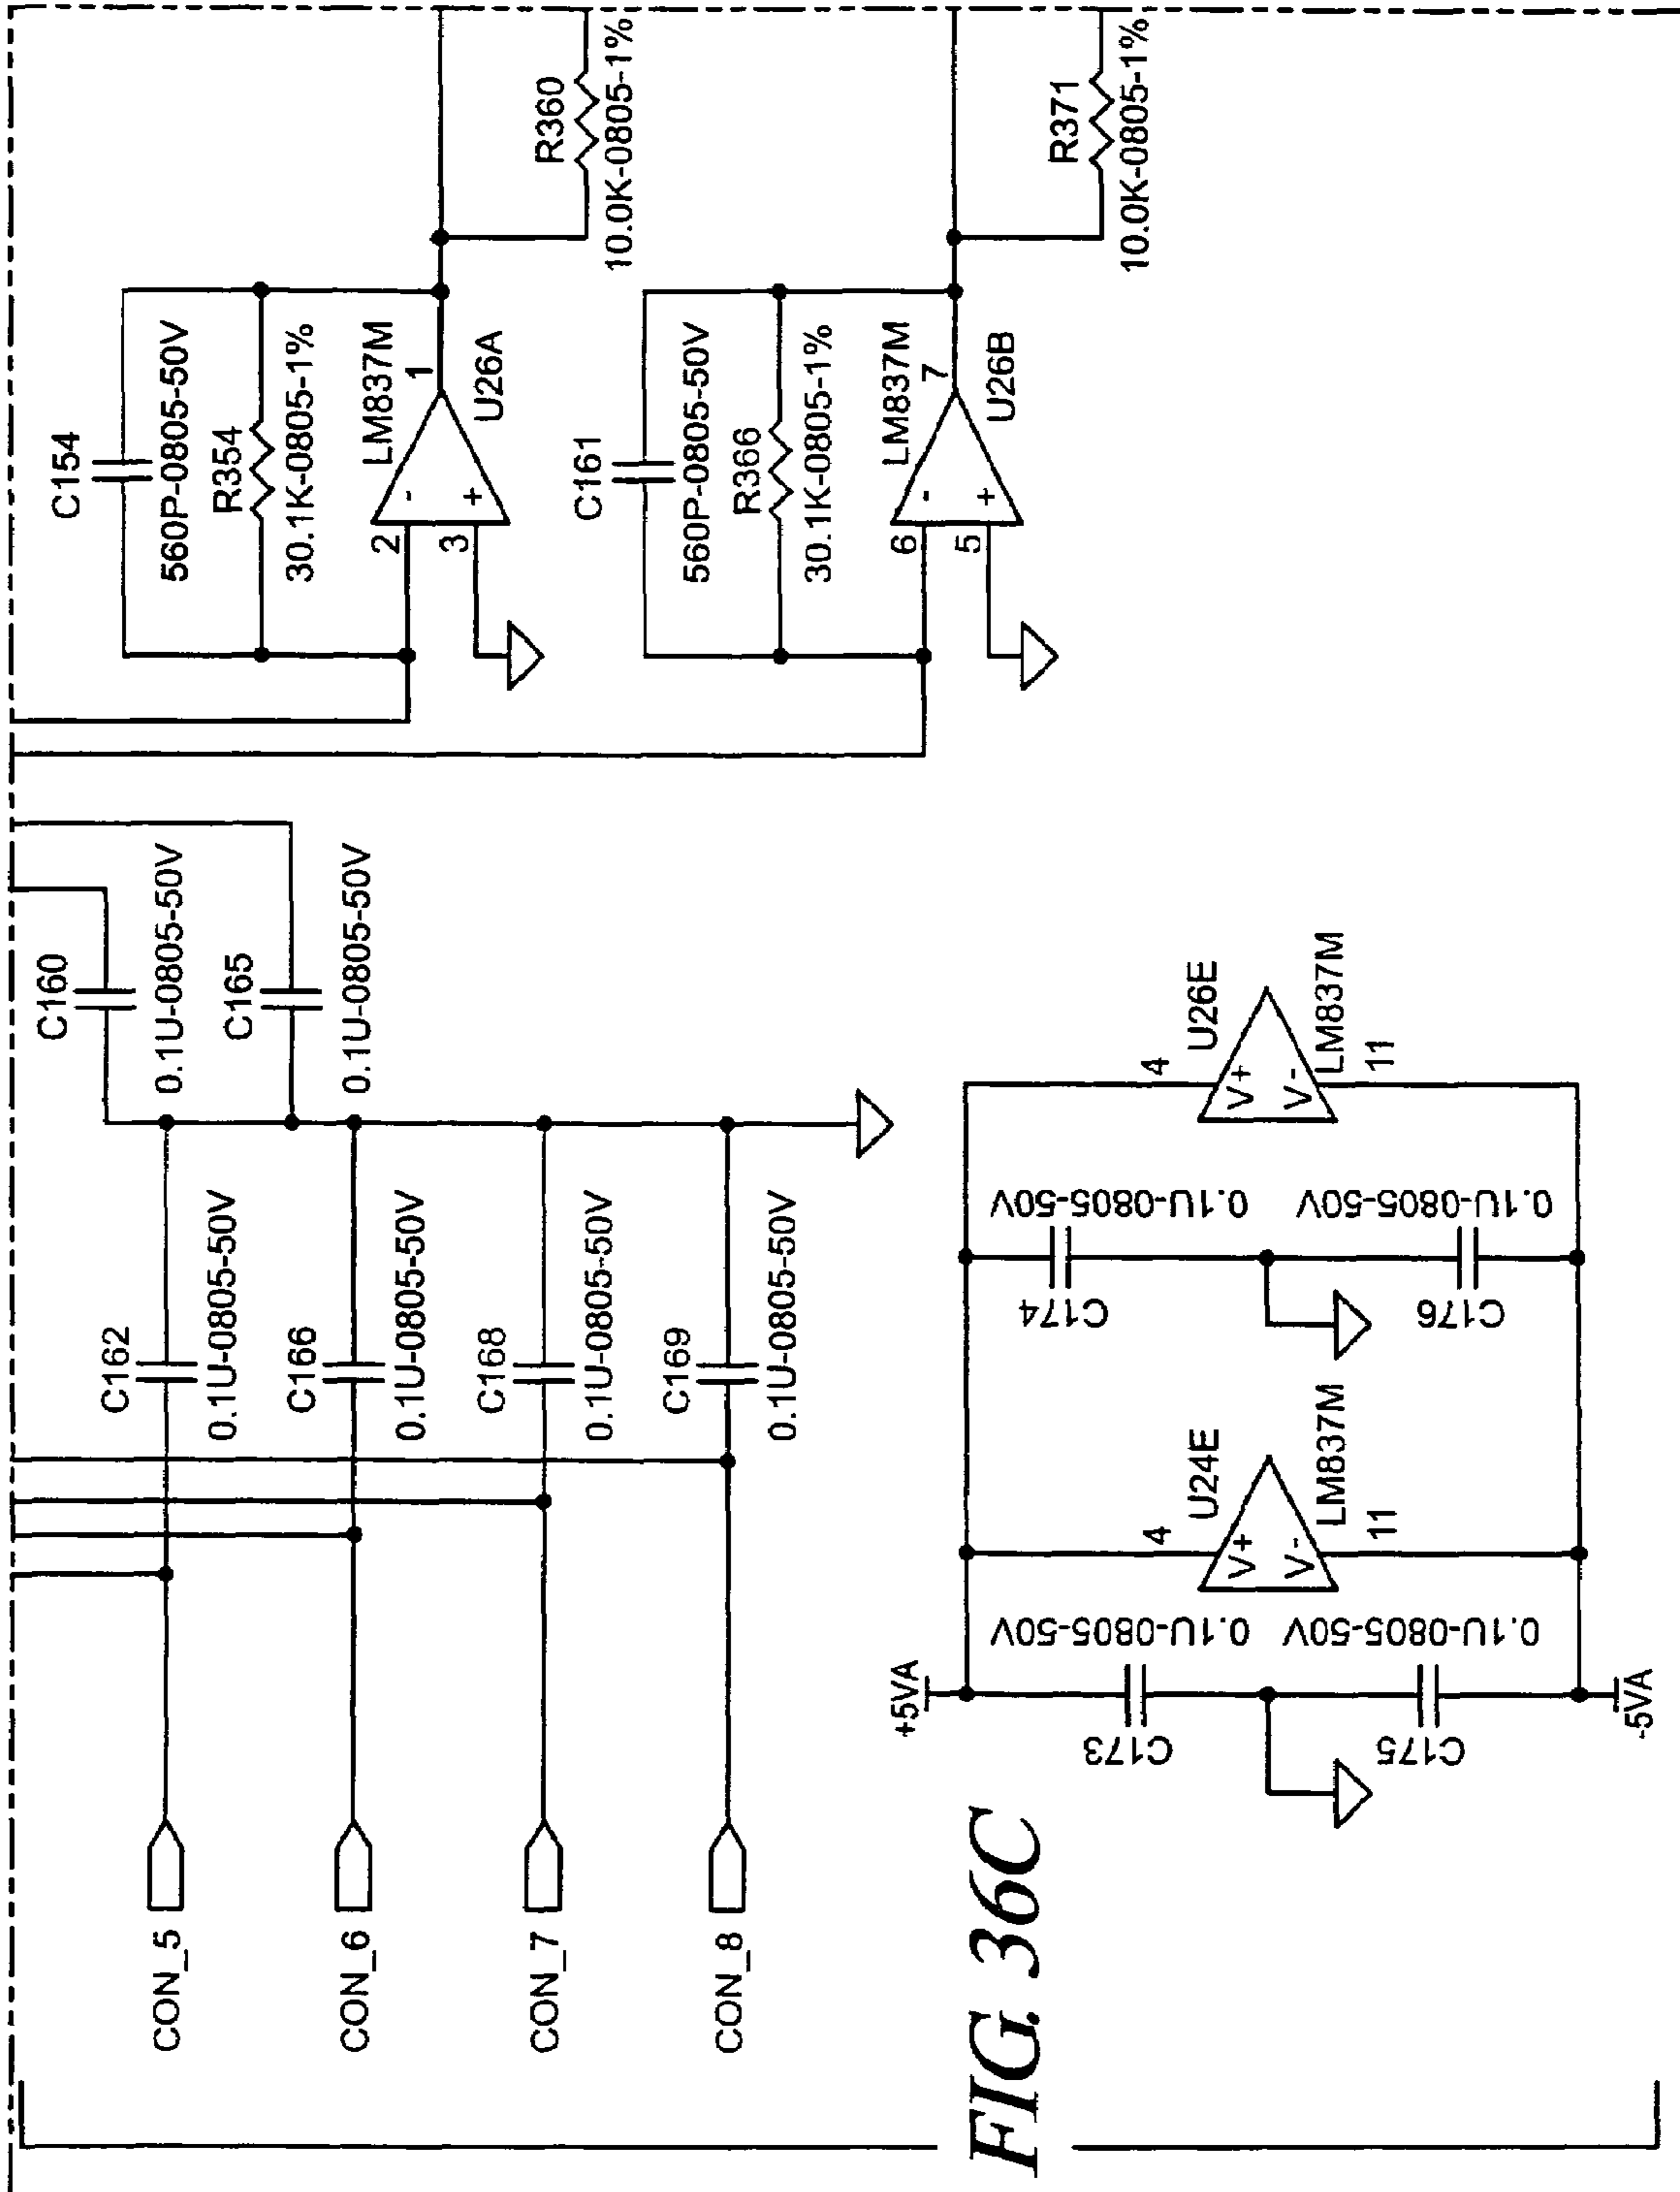 C154
560P-0805-50V
R354
30.1K-0805-1%
LM837M
2
-
1
3
+
U26A
R360
10.0K-0805-1%
C161
560P-0805-50V
R366
30.1K-0805-1%
LM837M
6
-
7
5
+
U26B
R371
10.0K-0805-1%
C160
0.1U-0805-50V
C165
0.1U-0805-50V
CON_5
C162
0.1U-0805-50V
CON_6
C166
0.1U-0805-50V
CON_7
C168
0.1U-0805-50V
CON_8
C169
0.1U-0805-50V
+5VA
C173
0.1U-0805-50V
C175
0.1U-0805-50V
-5VA
4
U24E
V+
V-
LM837M
11
C174
0.1U-0805-50V
C176
0.1U-0805-50V
4
U26E
V+
V-
LM837M
11
FIG. 36C